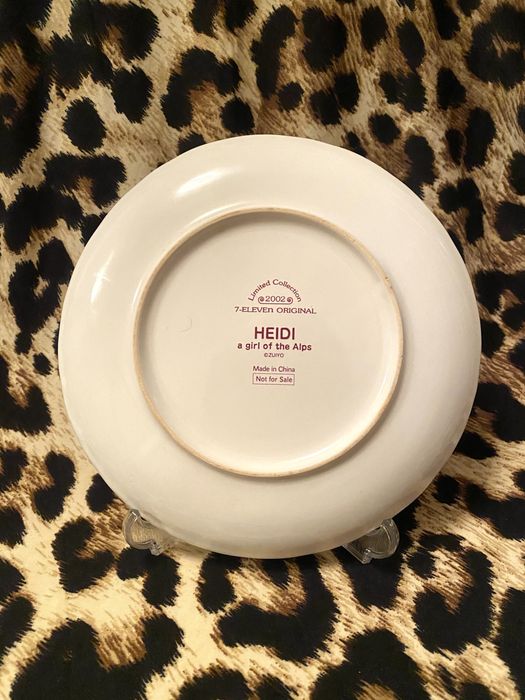 Limited Collection
2002
7-ELEVEn ORIGINAL
HEIDI
a girl of the Alps
©ZUIYO
Made in China
Not for Sale